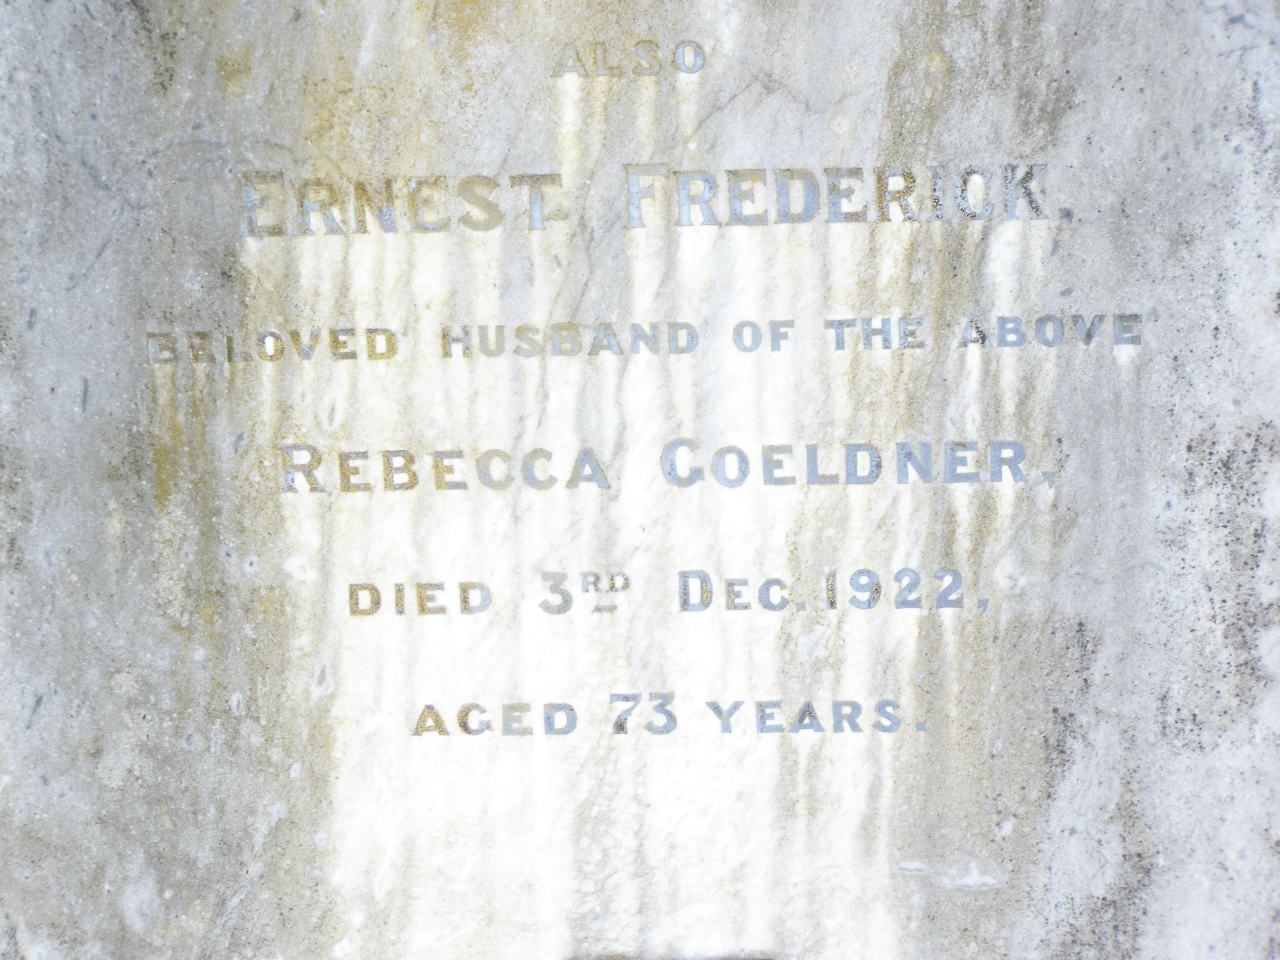 ALSO
ERNEST FREDERICK,
BELOVED HUSBAND OF THE ABOVE
REBECCA GOELDNER,
DIED 3RD DEC. 1922,
AGED 73 YEARS.